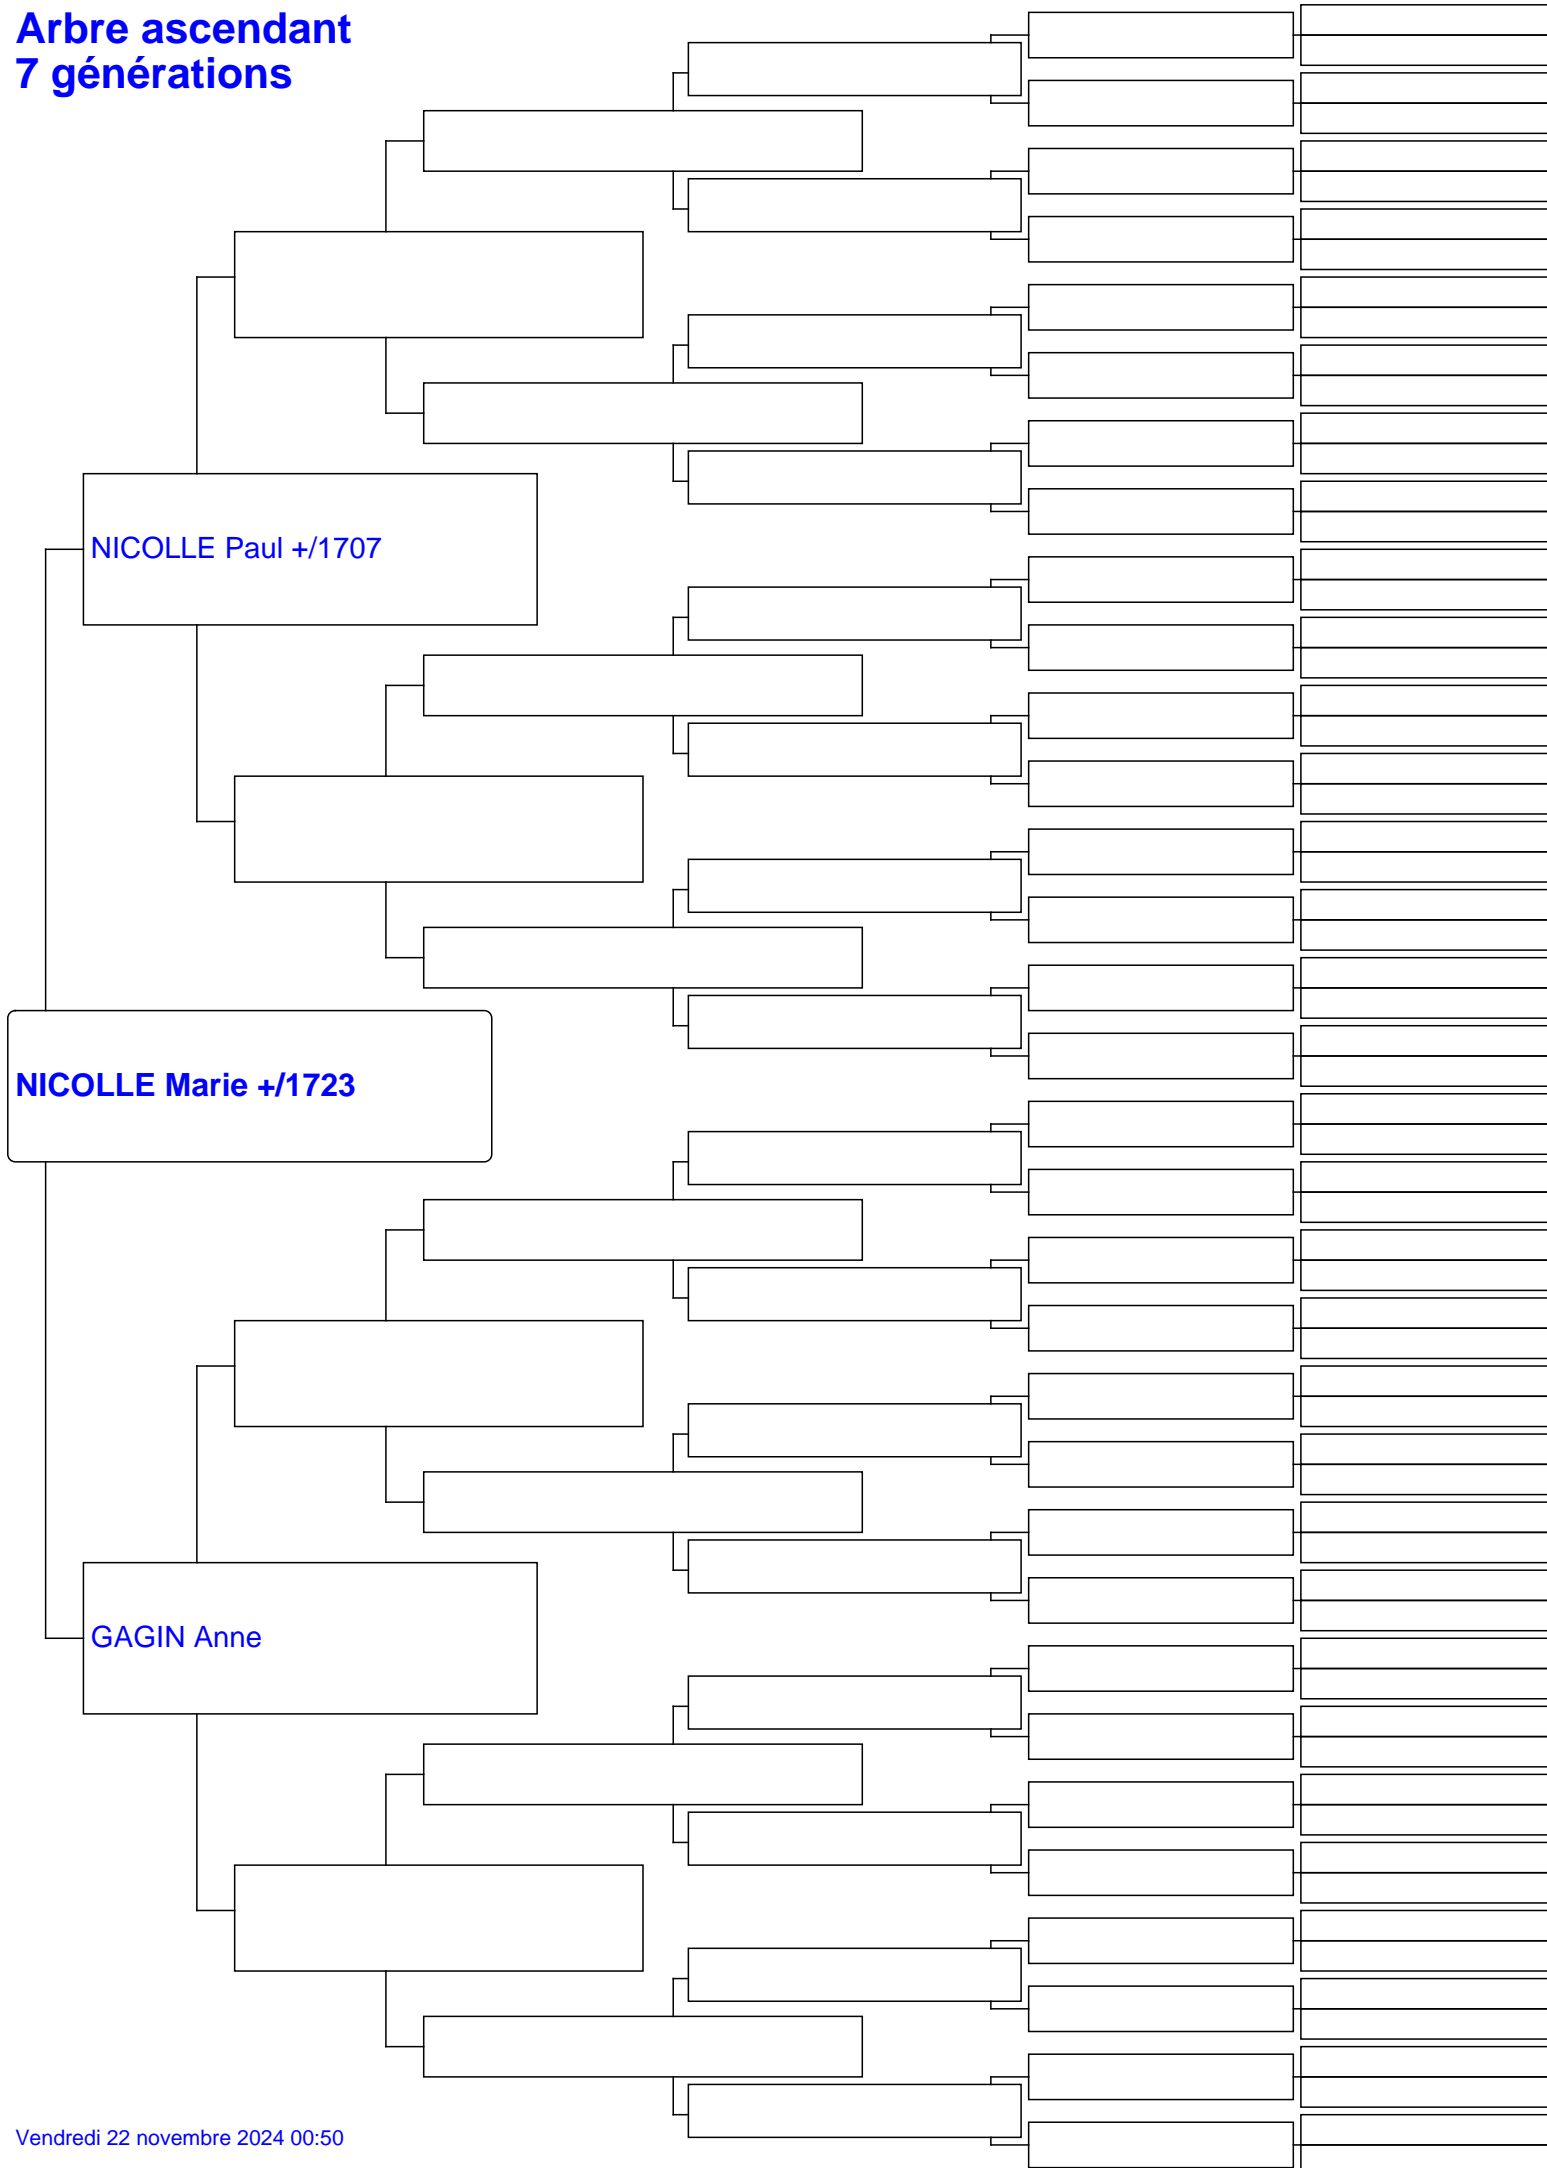 Arbre ascendant
7 générations
NICOLLE Paul +/1707
NICOLLE Marie +/1723
GAGIN Anne
Vendredi 22 novembre 2024 00:50